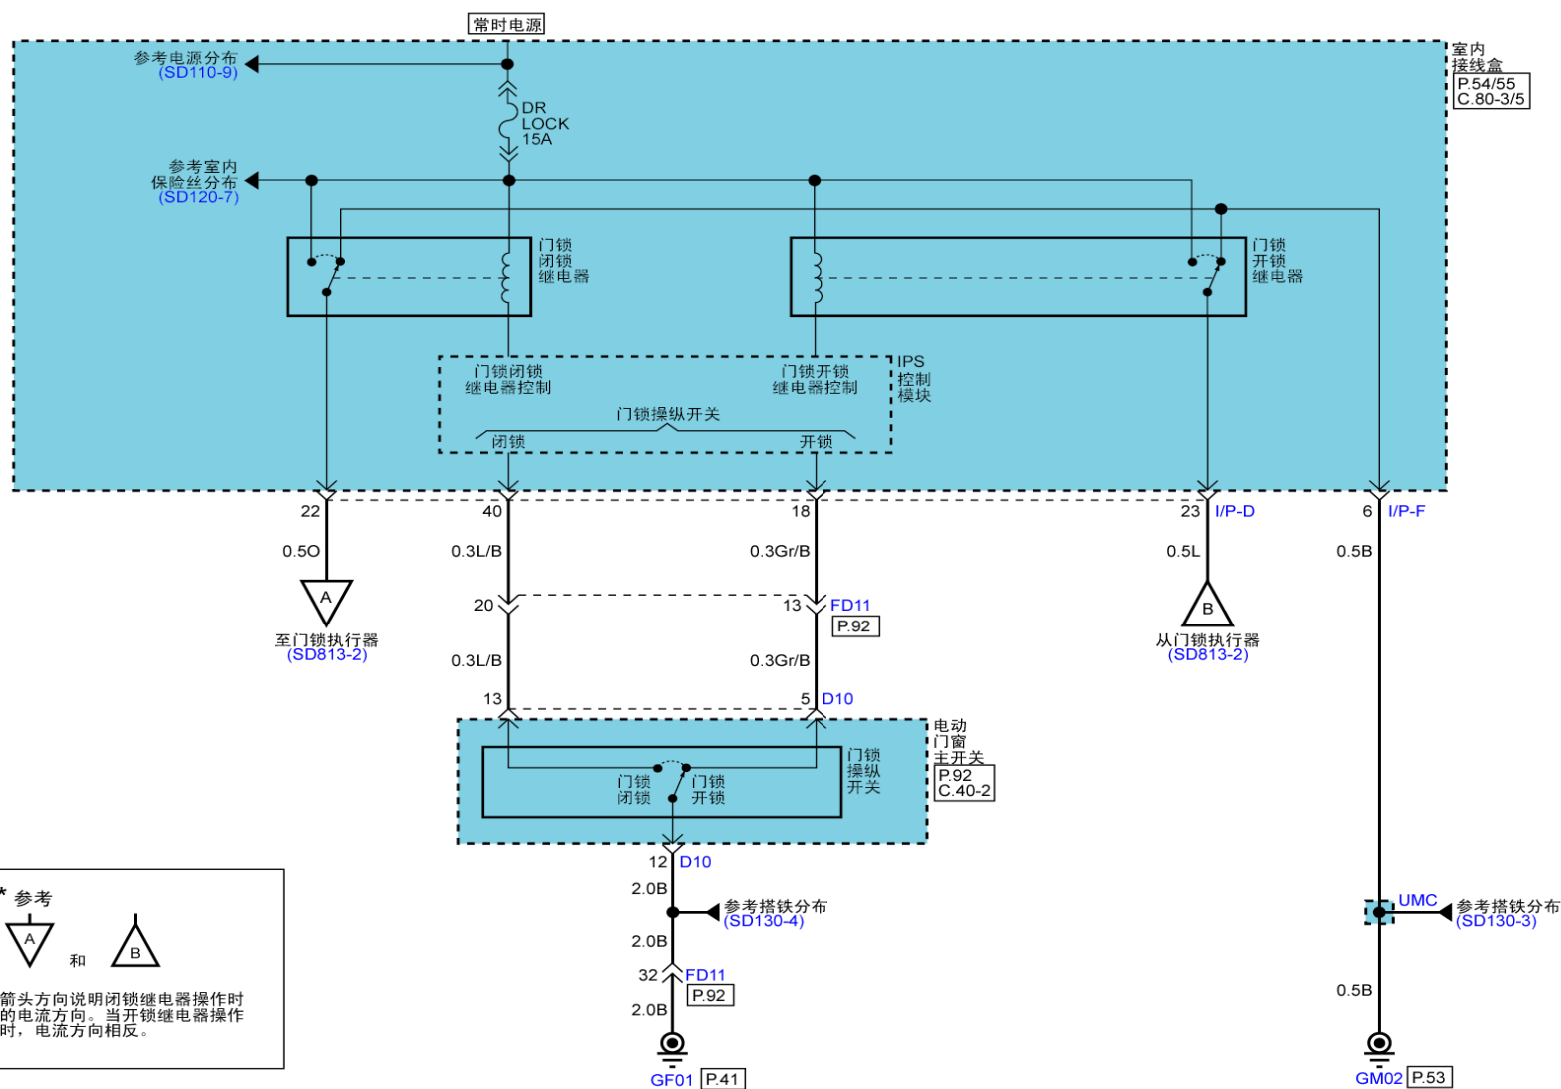 常时电源
参考电源分布
(SD110-9)
室内
接线盒
P.54/55
C.80-3/5
DR
LOCK
15A
参考室内
保险丝分布
(SD120-7)
门锁
闭锁
继电器
门锁
开锁
继电器
IPS
控制
模块
门锁闭锁
继电器控制
门锁开锁
继电器控制
门锁操纵开关
闭锁
开锁
22
40
18
23
I/P-D
6
I/P-F
0.5O
0.3L/B
0.3Gr/B
0.5L
0.5B
A
20
13
FD11
P.92
B
至门锁执行器
(SD813-2)
从门锁执行器
(SD813-2)
0.3L/B
0.3Gr/B
13
5
D10
电动
门窗
主开关
P.92
C.40-2
门锁
操纵
开关
门锁
闭锁
门锁
开锁
12
D10
2.0B
参考搭铁分布
(SD130-4)
2.0B
32
FD11
P.92
2.0B
GF01
P.41
UMC
参考搭铁分布
(SD130-3)
0.5B
GM02
P.53
* 参考
A
和
B
箭头方向说明闭锁继电器操作时
的电流方向。当开锁继电器操作
时，电流方向相反。